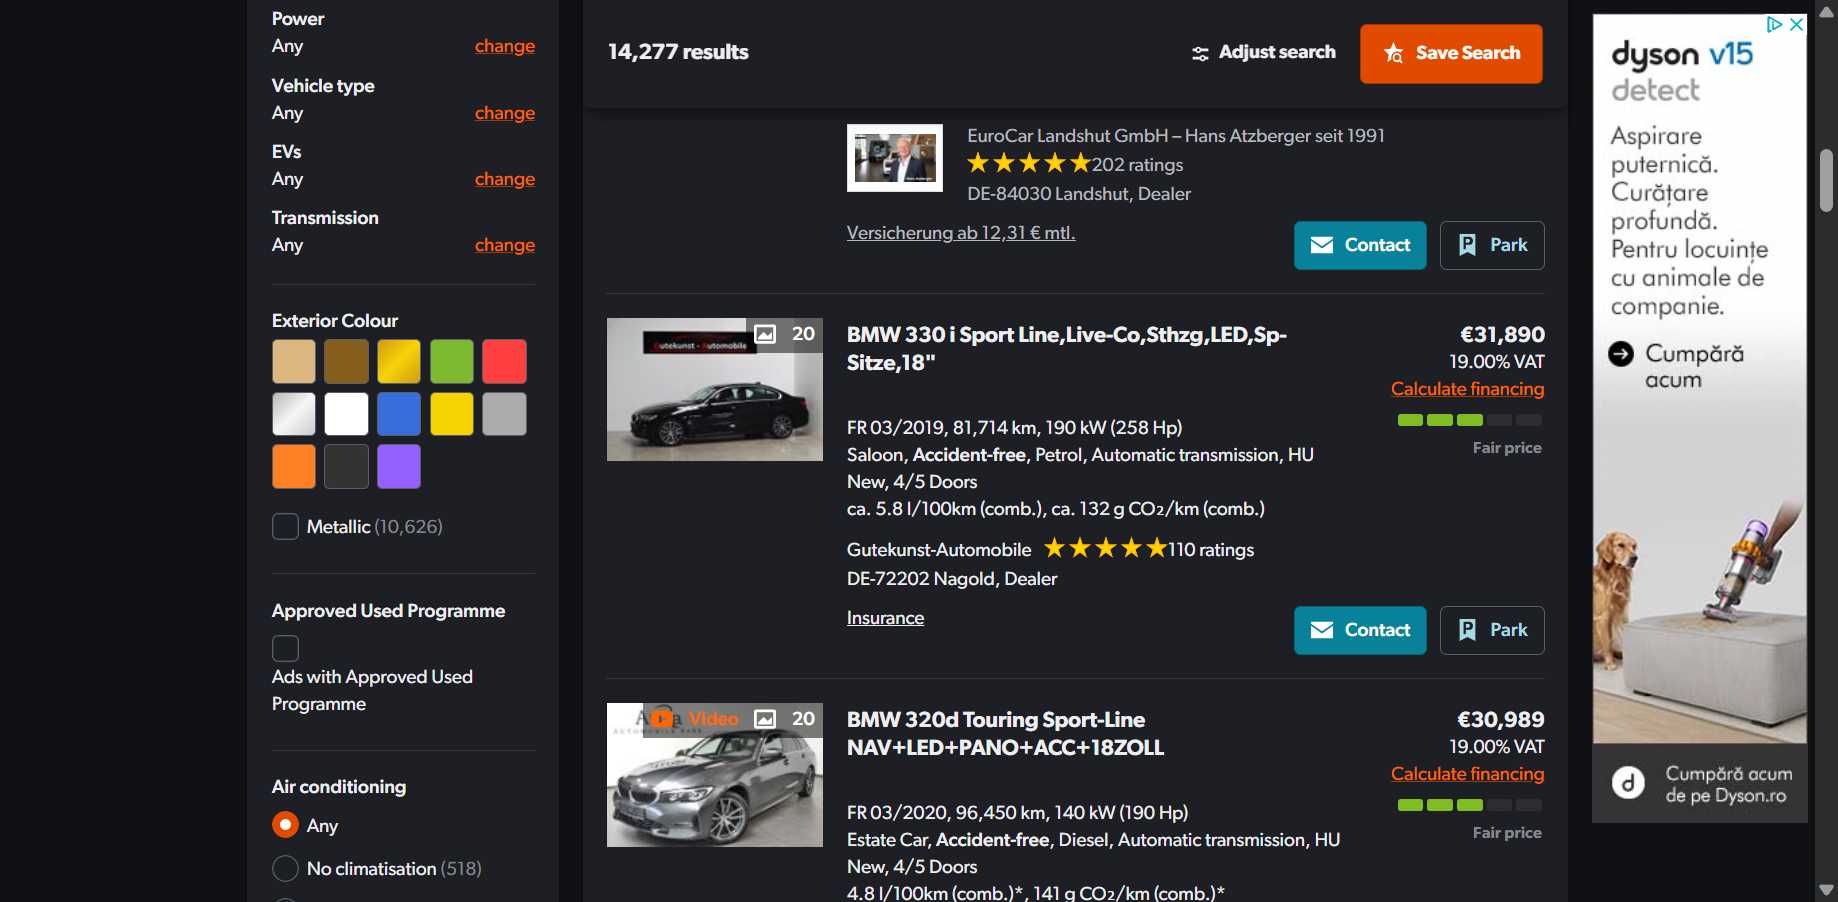 Power
Any
change
Vehicle type
Any
change
EVs
Any
change
Transmission
Any
change
Exterior Colour
Metallic (10,626)
Approved Used Programme
Ads with Approved Used
Programme
Air conditioning
Any
No climatisation (518)
14,277 results
Adjust search
Save Search
EuroCar Landshut GmbH – Hans Atzberger seit 1991
202 ratings
DE-84030 Landshut, Dealer
Versicherung ab 12,31 € mtl.
Contact
Park
Gutekunst - Automobile
20
BMW 330 i Sport Line,Live-Co,Sthzg,LED,Sp-
Sitze,18"
€31,890
19.00% VAT
Calculate financing
Fair price
FR 03/2019, 81,714 km, 190 kW (258 Hp)
Saloon, Accident-free, Petrol, Automatic transmission, HU
New, 4/5 Doors
ca. 5.8 l/100km (comb.), ca. 132 g CO₂/km (comb.)
Gutekunst-Automobile
110 ratings
DE-72202 Nagold, Dealer
Insurance
Contact
Park
Video
20
BMW 320d Touring Sport-Line
NAV+LED+PANO+ACC+18ZOLL
€30,989
19.00% VAT
Calculate financing
Fair price
FR 03/2020, 96,450 km, 140 kW (190 Hp)
Estate Car, Accident-free, Diesel, Automatic transmission, HU
New, 4/5 Doors
4.8 l/100km (comb.)*, 141 g CO₂/km (comb.)*
dyson v15
detect
Aspirare
puternică.
Curățare
profundă.
Pentru locuințe
cu animale de
companie.
Cumpără
acum
d
Cumpără acum
de pe Dyson.ro